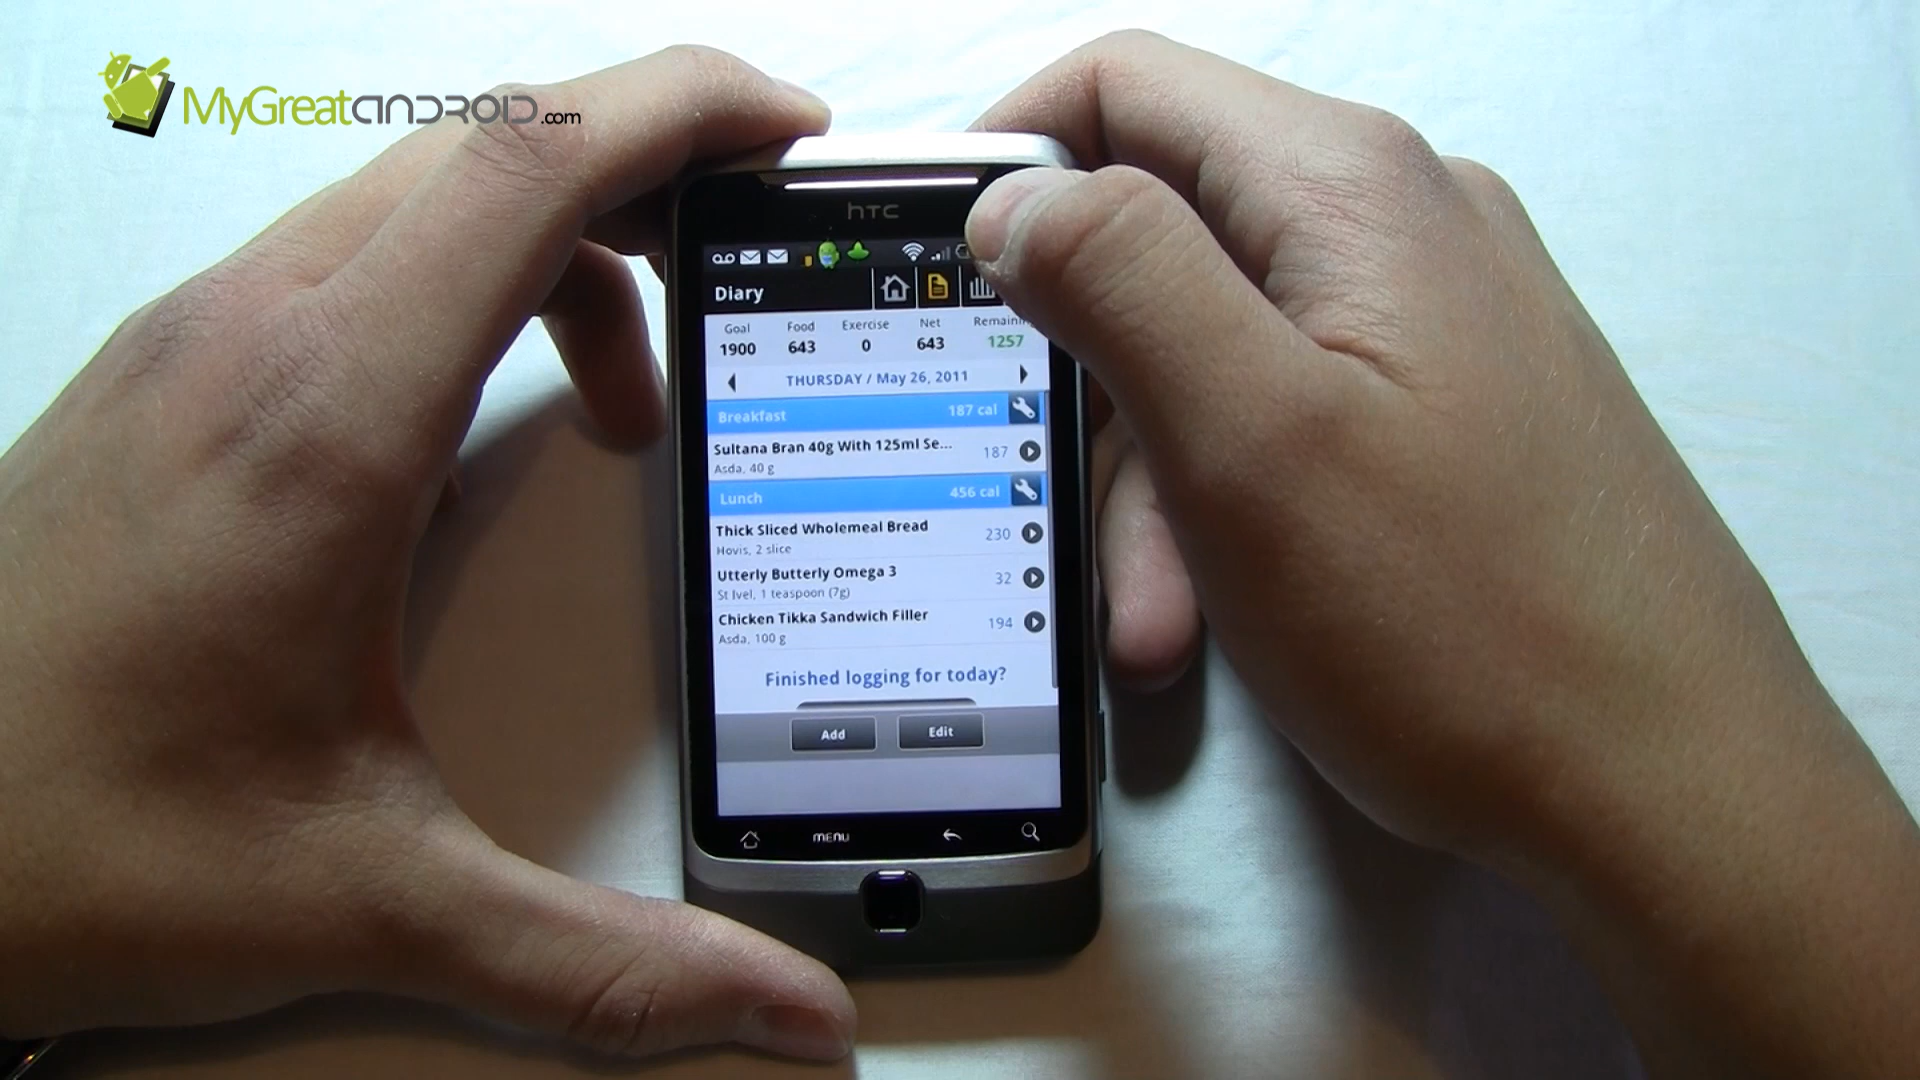 MyGreatANDROID.com
hTC
Diary
Goal Food Exercise Net
1900 643 0 643 1257
THURSDAY / May 26, 2011
Breakfast 187 cal
Sultana Bran 40g With 125ml Se... 187
Asda, 40 g
Lunch 456 cal
Thick Sliced Wholemeal Bread 230
Hovis, 2 slice
Utterly Butterly Omega 3 32
St Ivel, 1 teaspoon (7g)
Chicken Tikka Sandwich Filler 194
Asda, 100 g
Finished logging for today?
Add Edit
MENU